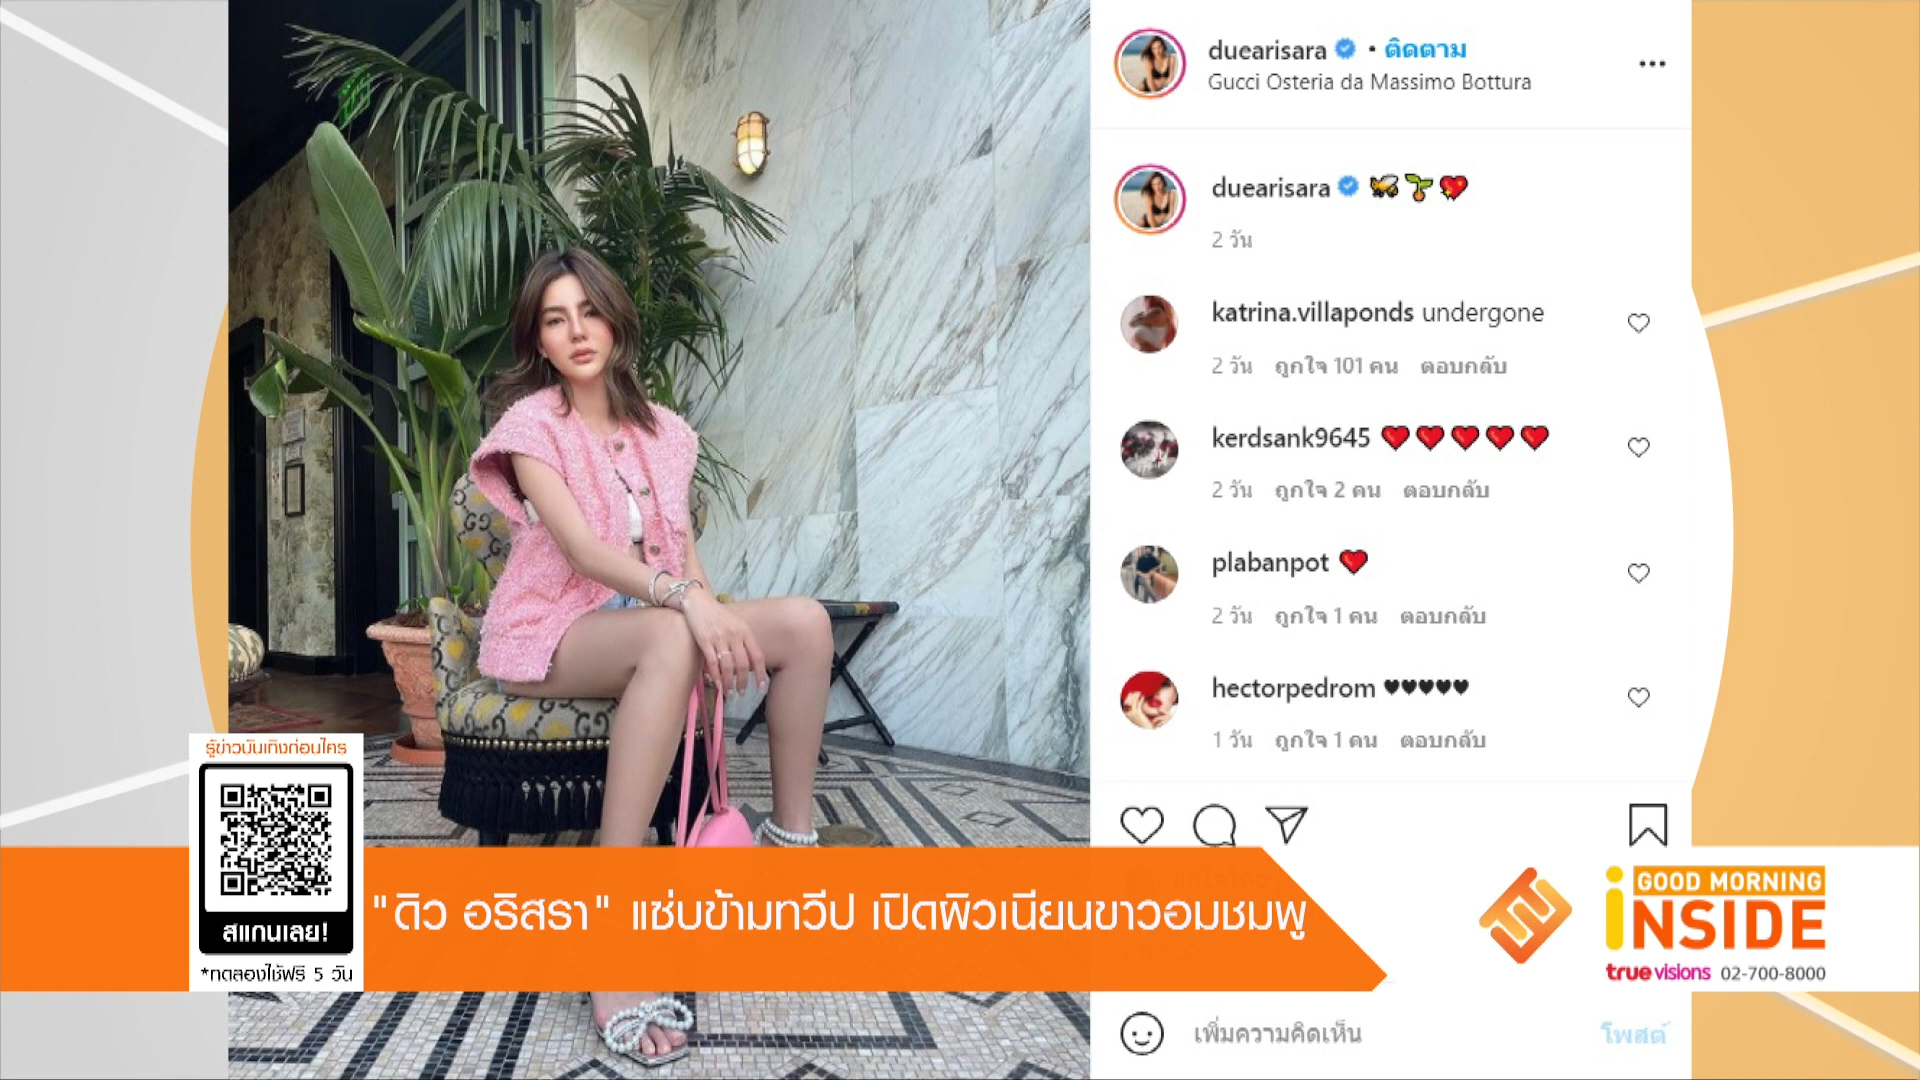 duearisara • ติดตาม
Gucci Osteria da Massimo Bottura
duearisara
2 วัน
katrina.villaponds undergone
2 วัน ถูกใจ 101 คน ตอบกลับ
kerdsank9645
2 วัน ถูกใจ 2 คน ตอบกลับ
plabanpot
2 วัน ถูกใจ 1 คน ตอบกลับ
hectorpedrom ♥♥♥♥♥
1 วัน ถูกใจ 1 คน ตอบกลับ
รู้ข่าวบันเทิงก่อนใคร
สแกนเลย!
*ทดลองใช้ฟรี 5 วัน
"ดิว อริสรา" แซ่บข้ามทวีป เปิดผิวเนียนขาวอมชมพู
GOOD MORNING
iNSIDE
truevisions 02-700-8000
เพิ่มความคิดเห็น
โพสต์